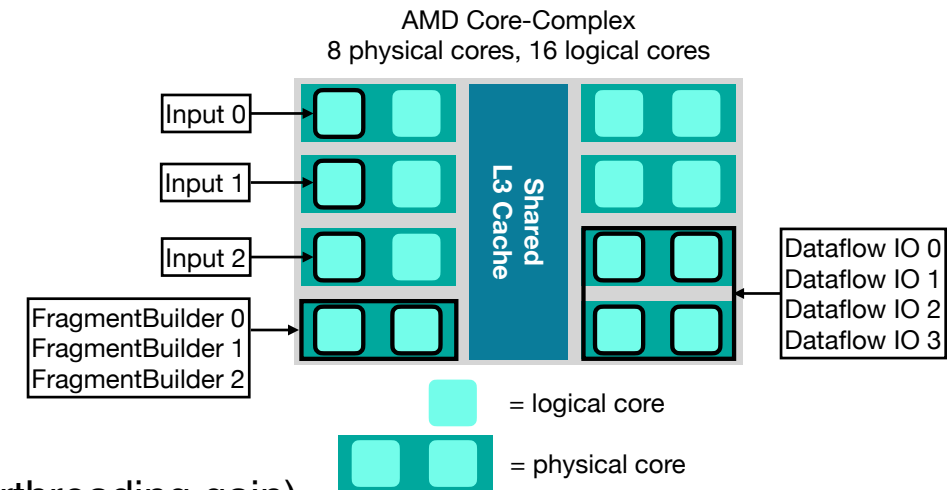 AMD Core-Complex
8 physical cores, 16 logical cores
Input 0
Input 1
Input 2
FragmentBuilder 0
FragmentBuilder 1
FragmentBuilder 2
Shared
L3 Cache
Dataflow IO 0
Dataflow IO 1
Dataflow IO 2
Dataflow IO 3
= logical core
= physical core